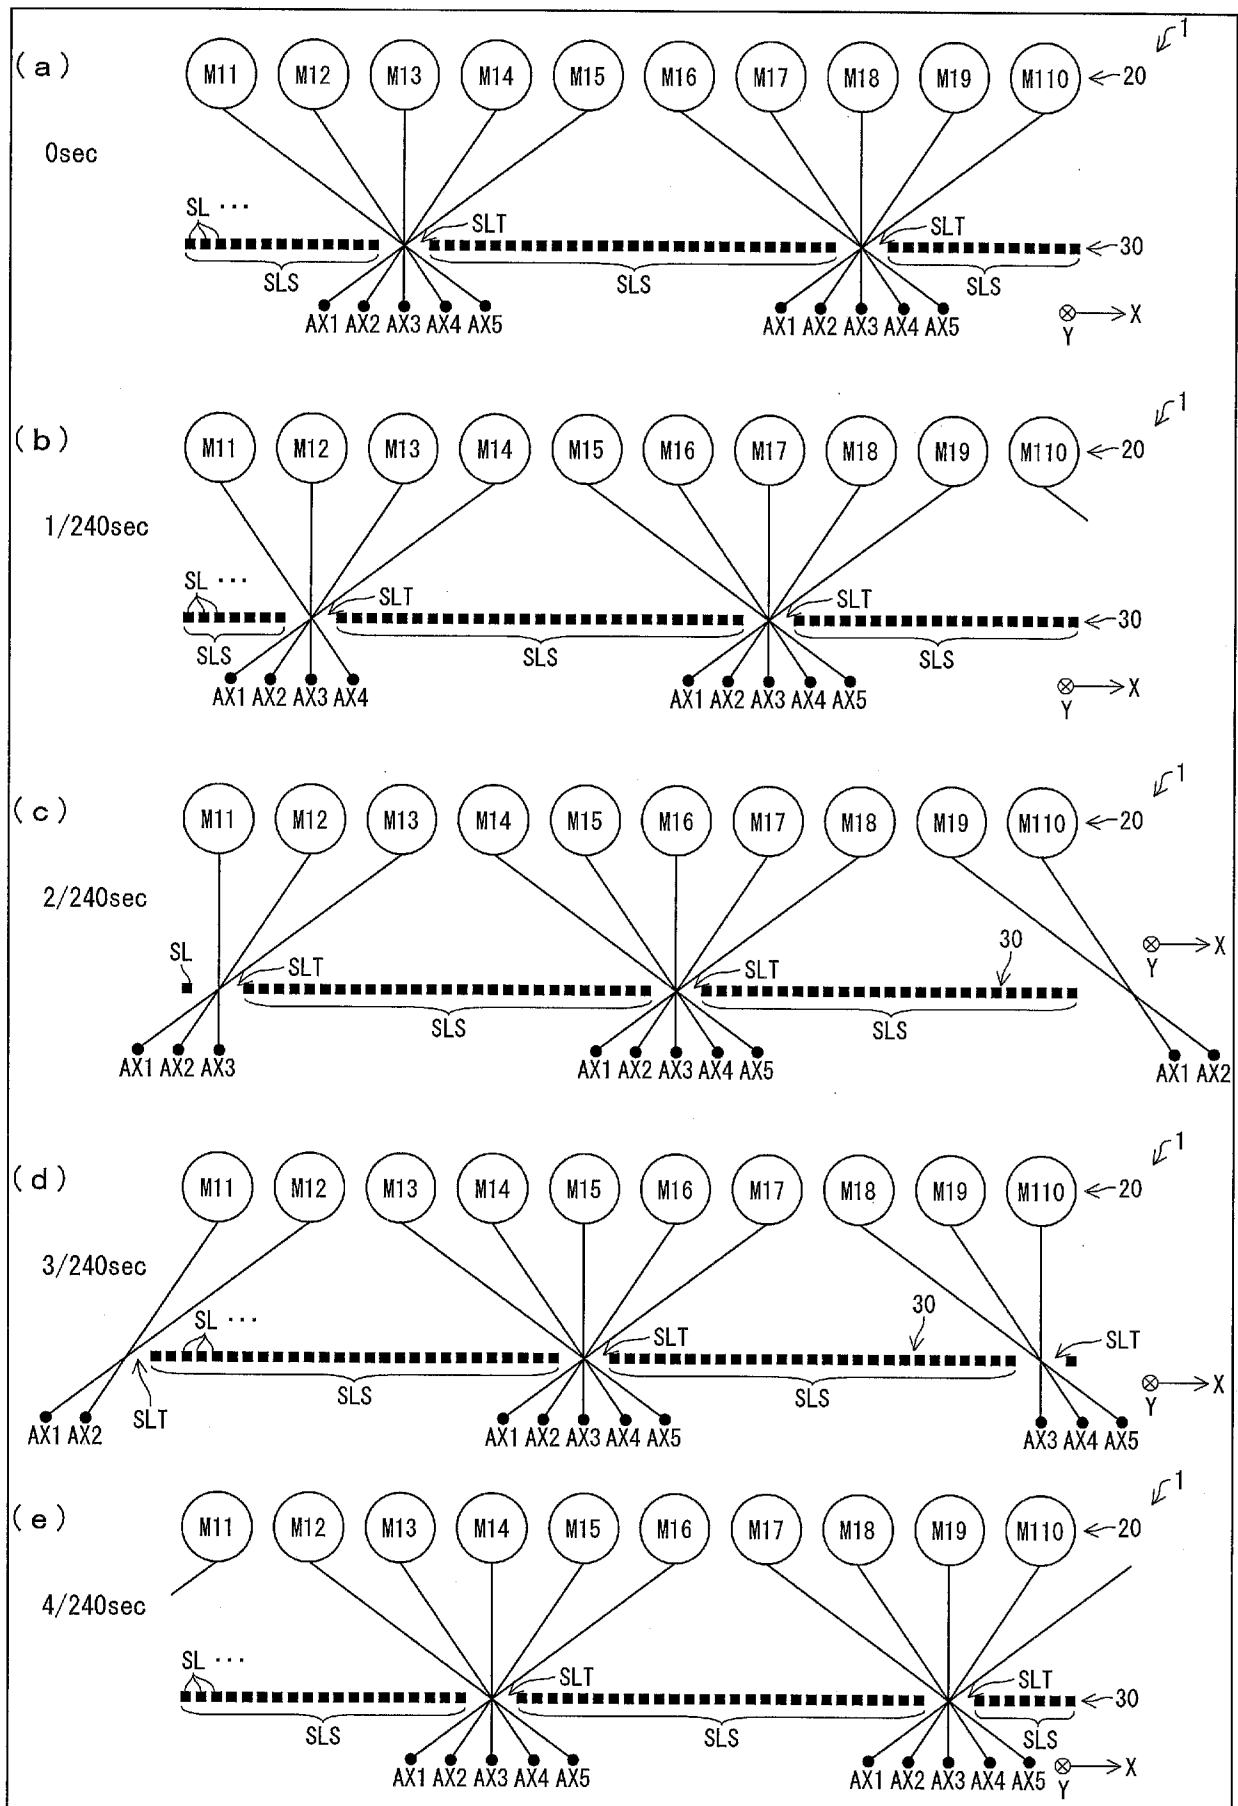 (a)
1
M11 M12 M13 M14 M15 M16 M17 M18 M19 M110 20
0sec
SL ···
SLT SLT
30
SLS SLS SLS
AX1 AX2 AX3 AX4 AX5 AX1 AX2 AX3 AX4 AX5
X
Y
(b)
1
M11 M12 M13 M14 M15 M16 M17 M18 M19 M110 20
1/240sec
SL ···
SLT SLT
30
SLS SLS SLS
AX1 AX2 AX3 AX4 AX1 AX2 AX3 AX4 AX5
X
Y
(c)
1
M11 M12 M13 M14 M15 M16 M17 M18 M19 M110 20
2/240sec
SL SLT SLT 30
X
Y
SLS SLS
AX1 AX2 AX3 AX1 AX2 AX3 AX4 AX5 AX1 AX2
(d)
1
M11 M12 M13 M14 M15 M16 M17 M18 M19 M110 20
3/240sec
SL ··· SLT 30 SLT
X
Y
SLT SLS SLS
AX1 AX2 AX1 AX2 AX3 AX4 AX5 AX3 AX4 AX5
(e)
1
M11 M12 M13 M14 M15 M16 M17 M18 M19 M110 20
4/240sec
SL ···
SLT SLT
30
SLS SLS SLS
AX1 AX2 AX3 AX4 AX5 AX1 AX2 AX3 AX4 AX5
X
Y